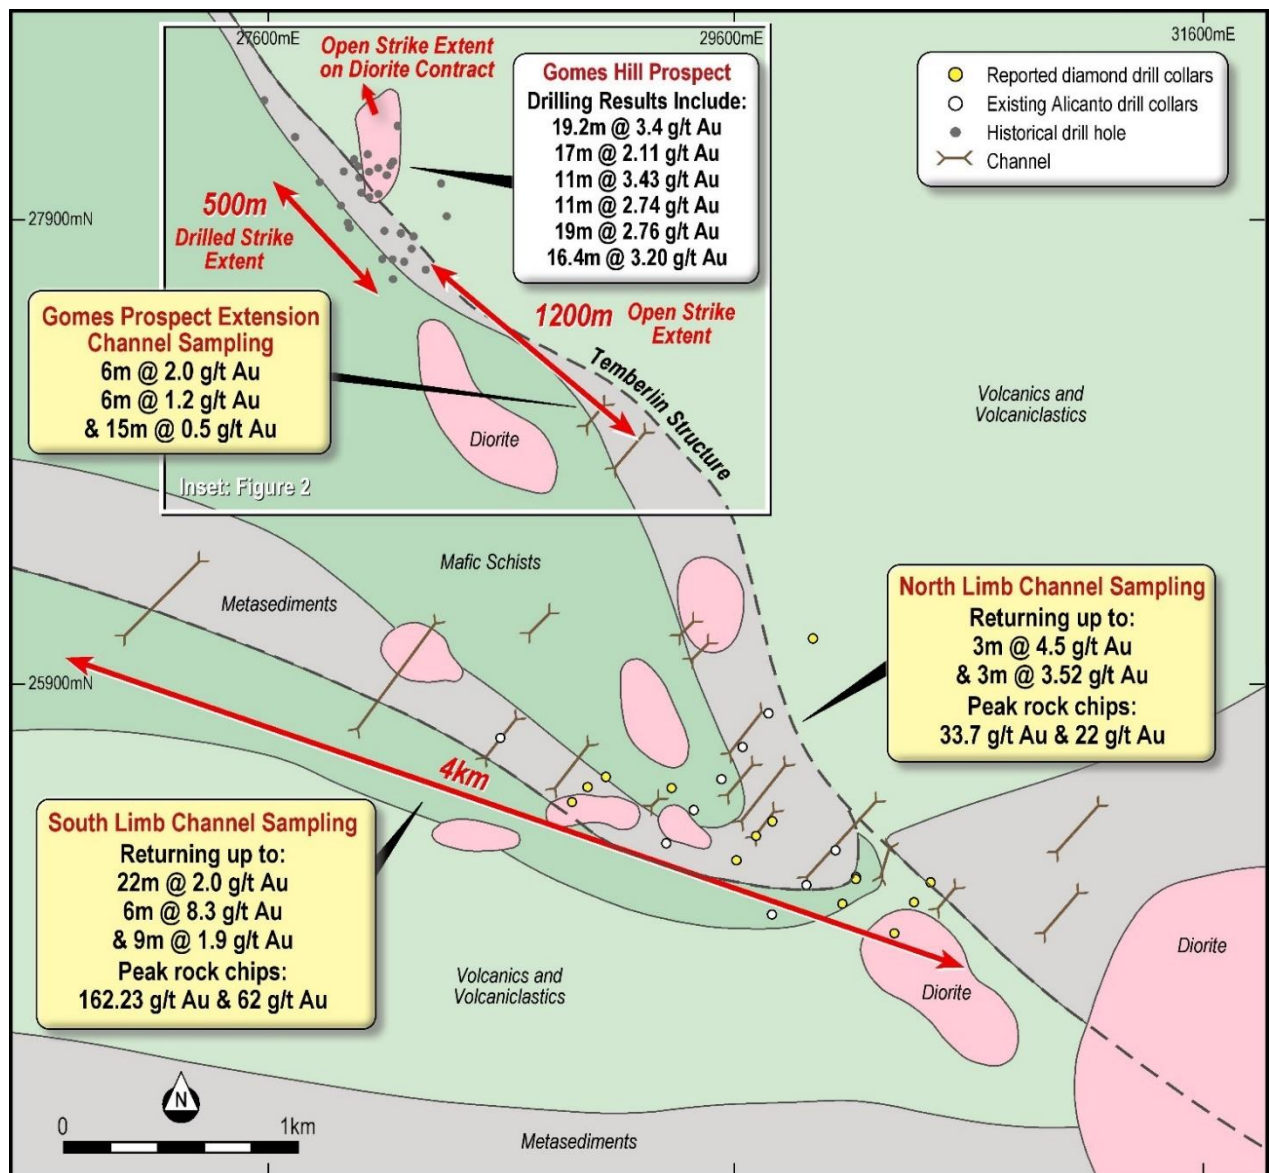 27600mE
29600mE
31600mE
Open Strike Extent
on Diorite Contract
Gomes Hill Prospect
Drilling Results Include:
19.2m @ 3.4 g/t Au
17m @ 2.11 g/t Au
11m @ 3.43 g/t Au
11m @ 2.74 g/t Au
19m @ 2.76 g/t Au
16.4m @ 3.20 g/t Au
Reported diamond drill collars
Existing Alicanto drill collars
Historical drill hole
Channel
27900mN
500m
Drilled Strike
Extent
Gomes Prospect Extension
Channel Sampling
6m @ 2.0 g/t Au
6m @ 1.2 g/t Au
& 15m @ 0.5 g/t Au
1200m Open Strike
Extent
Temberlin Structure
Volcanics and
Volcaniclastics
Diorite
Inset: Figure 2
Mafic Schists
Metasediments
North Limb Channel Sampling
Returning up to:
3m @ 4.5 g/t Au
& 3m @ 3.52 g/t Au
Peak rock chips:
33.7 g/t Au & 22 g/t Au
25900mN
4km
South Limb Channel Sampling
Returning up to:
22m @ 2.0 g/t Au
6m @ 8.3 g/t Au
& 9m @ 1.9 g/t Au
Peak rock chips:
162.23 g/t Au & 62 g/t Au
Volcanics and
Volcaniclastics
Diorite
Diorite
N
0 1km
Metasediments